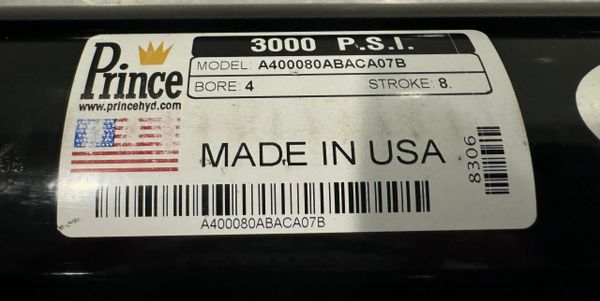 Prince
www.princehyd.com
3000 P.S.I.
MODEL: A400080ABACA07B
BORE: 4 STROKE: 8.
MADE IN USA
8306
A400080ABACA07B